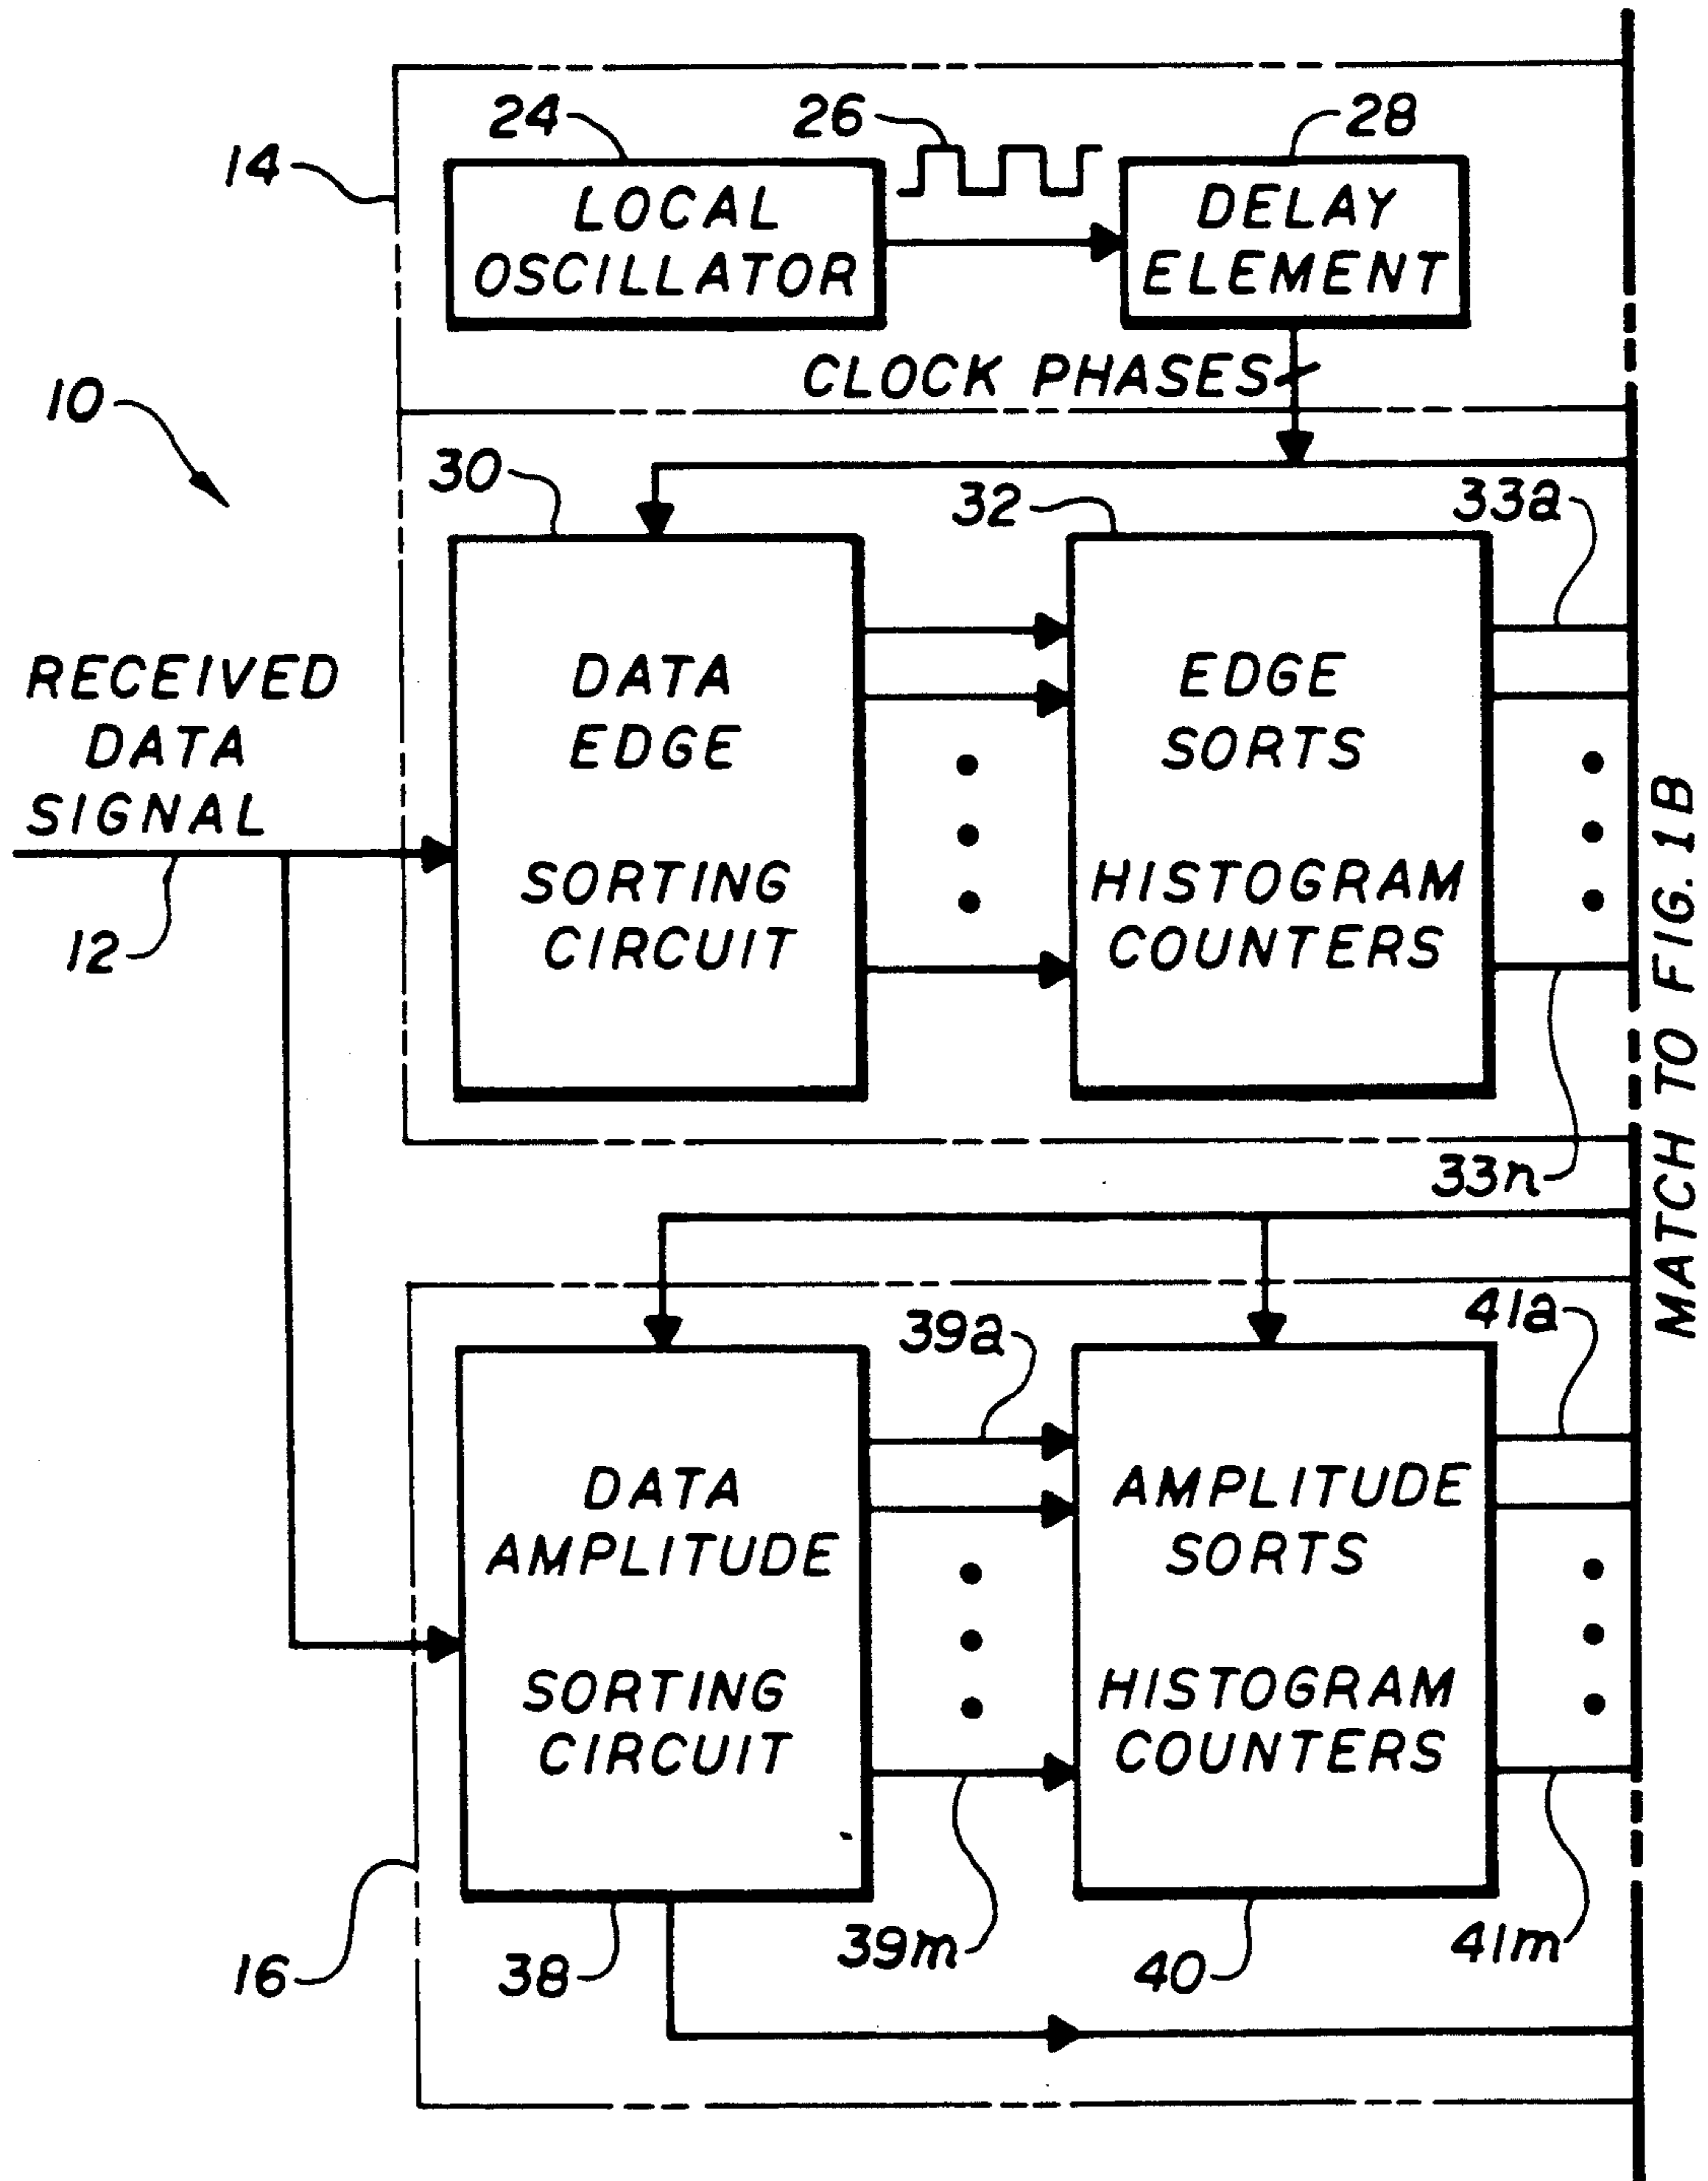 24
26
28
14
LOCAL
OSCILLATOR
DELAY
ELEMENT
CLOCK PHASES
10
30
32
33a
RECEIVED
DATA
SIGNAL
12
DATA
EDGE
SORTING
CIRCUIT
EDGE
SORTS
HISTOGRAM
COUNTERS
33n
MATCH TO FIG. 1B
39a
41a
DATA
AMPLITUDE
SORTING
CIRCUIT
AMPLITUDE
SORTS
HISTOGRAM
COUNTERS
16
38
39m
40
41m